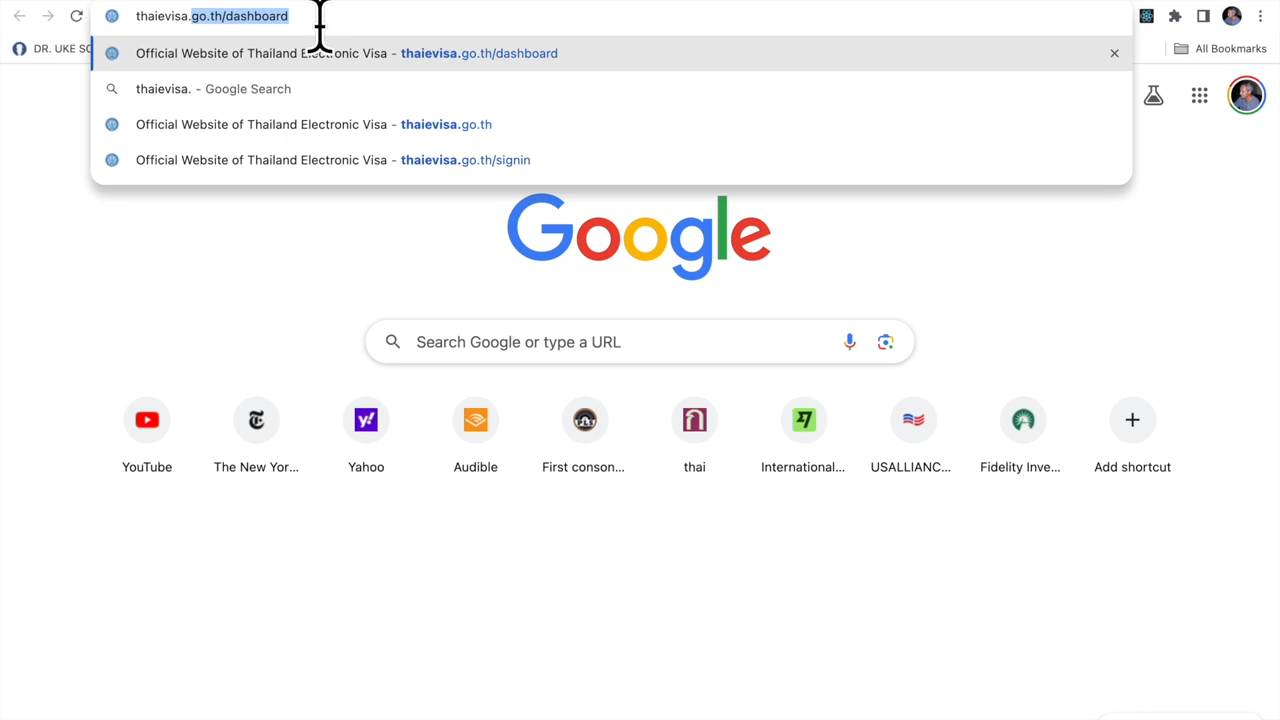 thaievisa.go.th/dashboard
DR. UKE SC
All Bookmarks
Official Website of Thailand Electronic Visa - thaievisa.go.th/dashboard
thaievisa. - Google Search
Official Website of Thailand Electronic Visa - thaievisa.go.th
Official Website of Thailand Electronic Visa - thaievisa.go.th/signin
Google
Search Google or type a URL
YouTube
The New Yor...
Yahoo
Audible
First conson...
thai
International...
USALLIANC...
Fidelity Inve...
Add shortcut